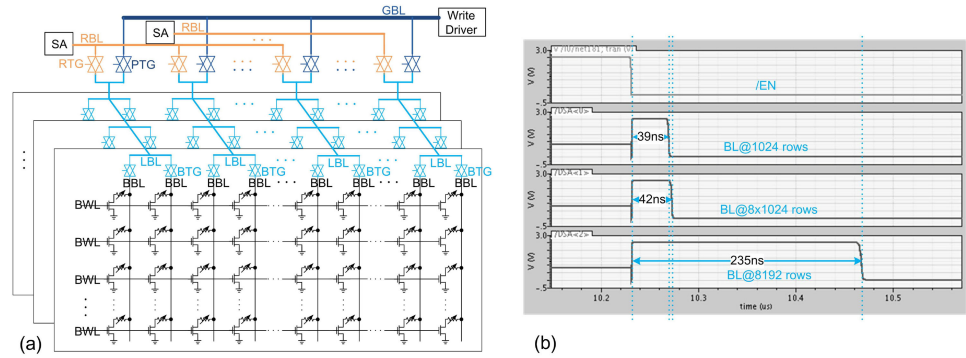 GBL
Write
Driver
SA
RBL
SA
RBL
RTG
PTG
LBL
LBL
LBL
LBL
BTG
BTG
BTG
BTG
BBL
BBL
BBL
BBL
BBL
BBL
BBL
BBL
BWL
BWL
BWL
BWL
(a)
3.0
V (V)
-.5
/EN
3.0
V (V)
-.5
39ns
BL@1024 rows
3.0
V (V)
-.5
42ns
BL@8x1024 rows
3.0
V (V)
-.5
235ns
BL@8192 rows
10.2
10.3
10.4
10.5
time (us)
(b)